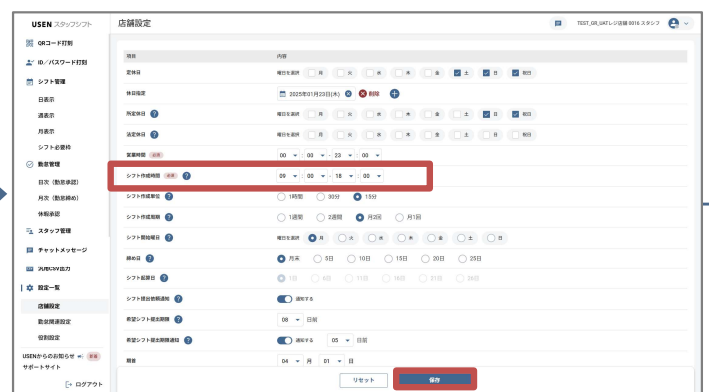 USEN スタッフシフト
店舗設定
TEST_GR_UATレジ店舗 0016 スタンフ
QRコード打刻
ID／パスワード打刻
シフト管理
日表示
週表示
月表示
シフト必要枠
勤怠管理
日次（勤怠承認）
月次（勤怠締め）
休暇承認
スタッフ管理
チャットメッセージ
汎用CSV出力
設定一覧
店舗設定
勤怠関連設定
役割設定
USENからのお知らせ
サポートサイト
ログアウト
項目 内容
定休日 曜日を選択 月 火 水 木 金 土 日 祝日
休日指定 2025年01月23日(木) 削除
所定休日 ? 曜日を選択 月 火 水 木 金 土 日 祝日
法定休日 ? 曜日を選択 月 火 水 木 金 土 日 祝日
営業時間 必須 00 : 00 - 23 : 00
シフト作成時間 必須 ? 09 : 00 - 18 : 00
シフト作成単位 ? 1時間 30分 15分
シフト作成期間 ? 1週間 2週間 月2回 月1回
シフト開始曜日 ? 曜日を選択 月 火 水 木 金 土 日
締め日 ? 月末 5日 10日 15日 20日 25日
シフト起算日 ? 1日 6日 11日 16日 21日 26日
シフト提出依頼通知 ? 通知する
希望シフト提出期限 ? 08 日前
希望シフト提出期限通知 ? 通知する 05 日前
期首 04 月 01 日
リセット 保存